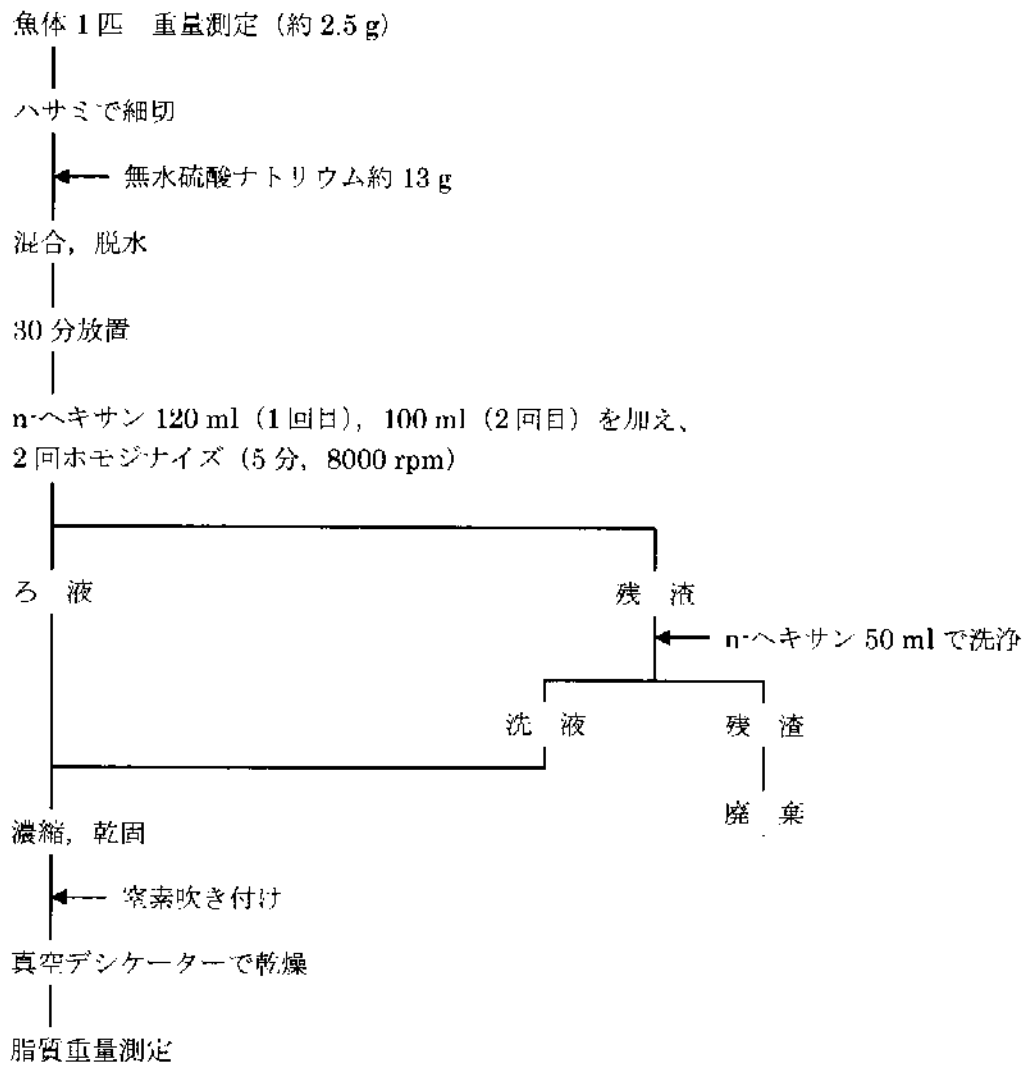 魚体 1 匹 重量測定 (約 2.5 g)
ハサミで細切
無水硫酸ナトリウム約 13 g
混合, 脱水
30 分放置
n-ヘキサン 120 ml (1 回目), 100 ml (2 回目) を加え、
2 回ホモジナイズ (5 分, 8000 rpm)
ろ 液
残 渣
n-ヘキサン 50 ml で洗浄
洗 液
残 渣
廃 棄
濃縮, 乾固
窒素吹き付け
真空デシケーターで乾燥
脂質重量測定